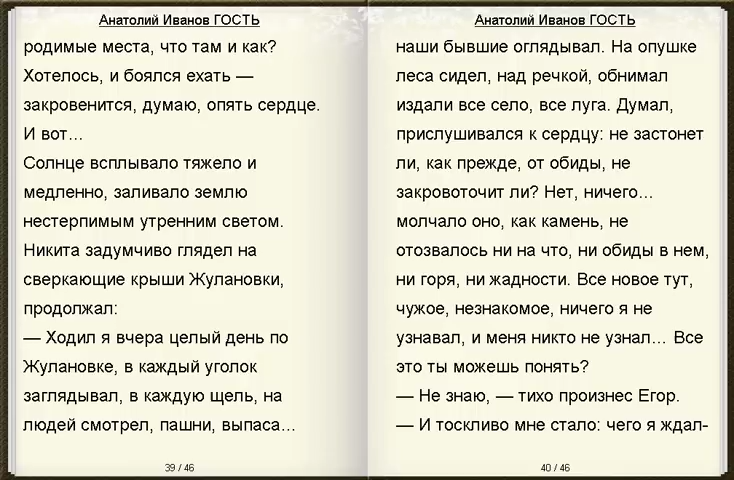 Анатолий Иванов ГОСТЬ
родимые места, что там и как?
Хотелось, и боялся ехать —
закровенится, думаю, опять сердце.
И вот...
Солнце всплывало тяжело и
медленно, заливало землю
нестерпимым утренним светом.
Никита задумчиво глядел на
сверкающие крыши Жулановки,
продолжал:
— Ходил я вчера целый день по
Жулановке, в каждый уголок
заглядывал, в каждую щель, на
людей смотрел, пашни, выпаса...
39 / 46
Анатолий Иванов ГОСТЬ
наши бывшие оглядывал. На опушке
леса сидел, над речкой, обнимал
издали все село, все луга. Думал,
прислушивался к сердцу: не застонет
ли, как прежде, от обиды, не
закровоточит ли? Нет, ничего...
молчало оно, как камень, не
отозвалось ни на что, ни обиды в нем,
ни горя, ни жадности. Все новое тут,
чужое, незнакомое, ничего я не
узнавал, и меня никто не узнал... Все
это ты можешь понять?
— Не знаю, — тихо произнес Егор.
— И тоскливо мне стало: чего я ждал-
40 / 46